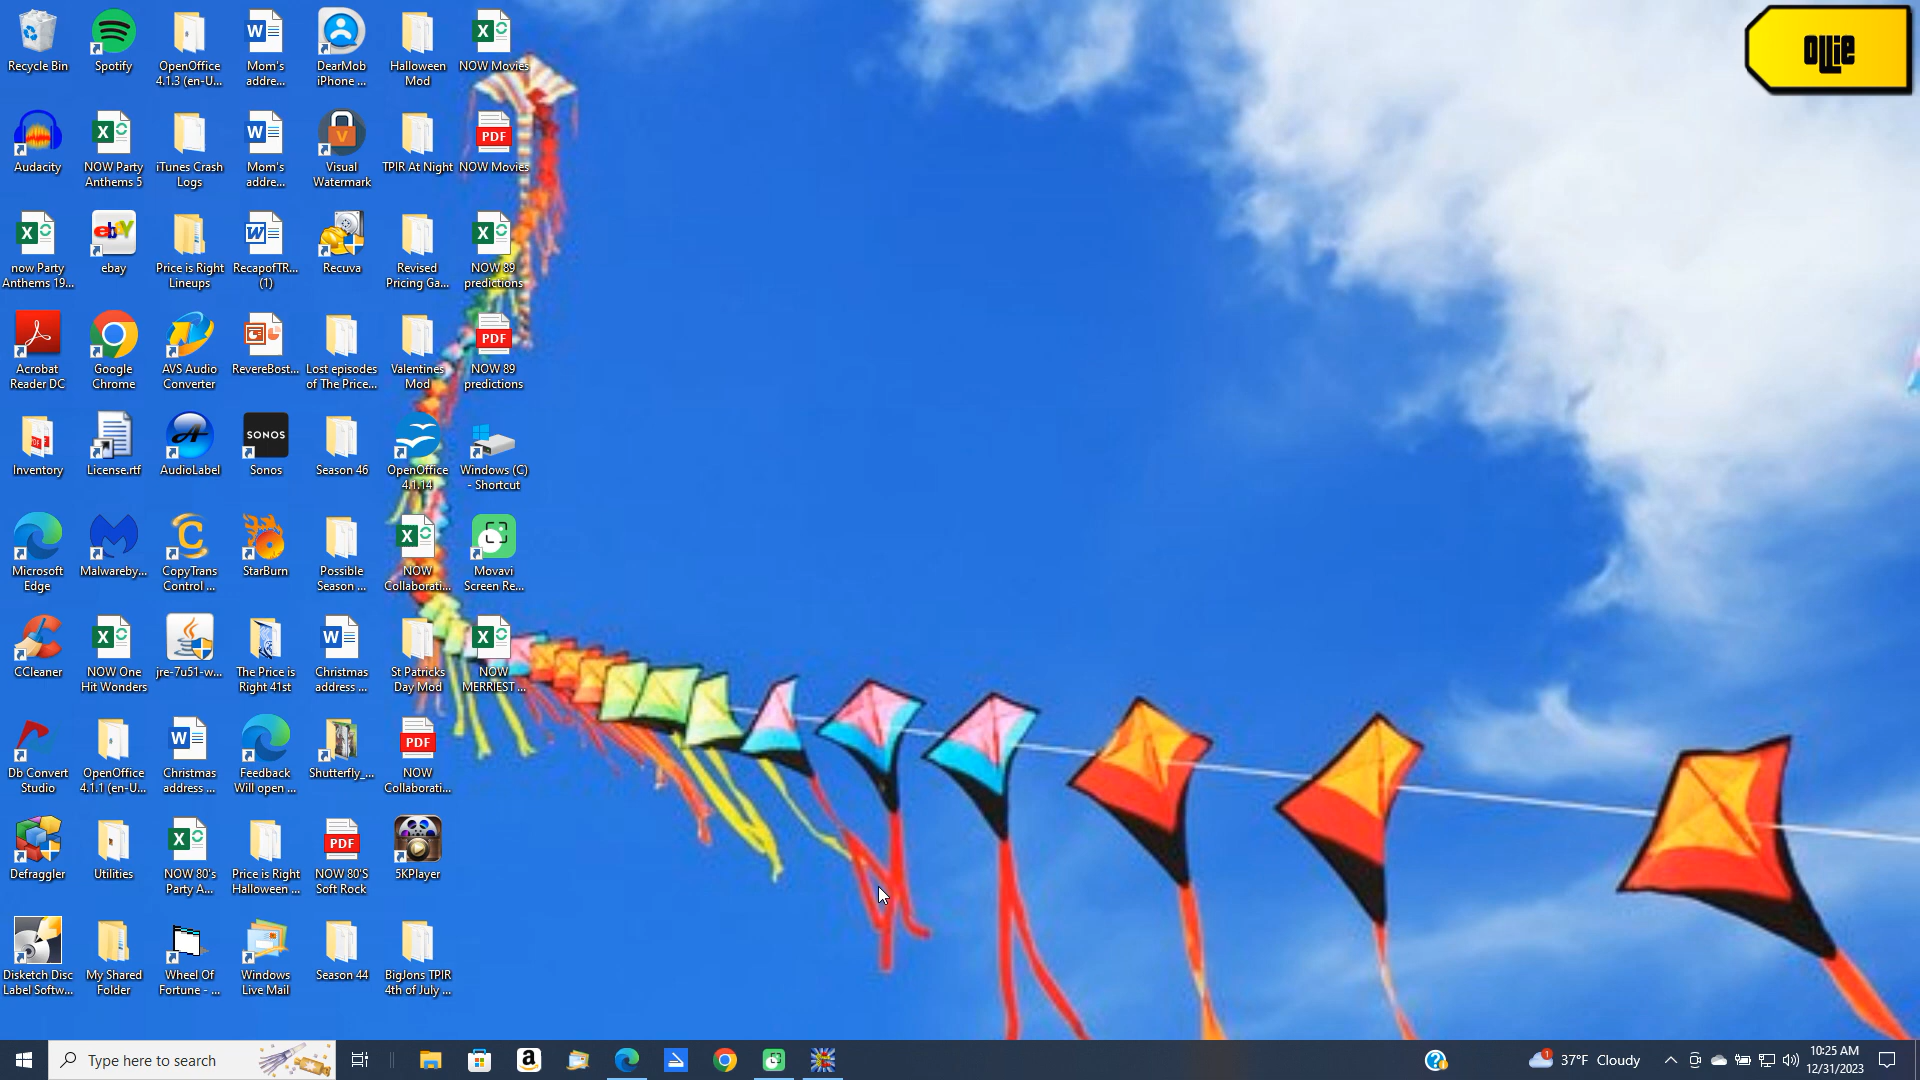 Recycle Bin
Spotify
OpenOffice
4.1.3 (en-U...
Mom's
addre...
DearMob
iPhone ...
Halloween
Mod
NOW Movies
OLLIE
Audacity
NOW Party
Anthems 5
iTunes Crash
Logs
Mom's
addre...
Visual
Watermark
TPIR At Night
PDF
NOW Movies
now Party
Anthems 19...
ebay
Price is Right
Lineups
RecapofTR...
(1)
Recuva
Revised
Pricing Ga...
NOW 89
predictions
Acrobat
Reader DC
Google
Chrome
AVS Audio
Converter
RevereBost...
Lost episodes
of The Price...
Valentines
Mod
PDF
NOW 89
predictions
Inventory
License.rtf
AudioLabel
SONOS
Sonos
Season 46
OpenOffice
4.1.14
Windows (C)
- Shortcut
Microsoft
Edge
Malwareby...
CopyTrans
Control ...
StarBurn
Possible
Season ...
NOW
Collaborati...
Movavi
Screen Re...
CCleaner
NOW One
Hit Wonders
jre-7u51-w...
The Price is
Right 41st
Christmas
address ...
St Patricks
Day Mod
NOW
MERRIEST ...
Db Convert
Studio
OpenOffice
4.1.1 (en-U...
Christmas
address ...
Feedback
Will open ...
Shutterfly_...
PDF
NOW
Collaborati...
Defraggler
Utilities
NOW 80's
Party A...
Price is Right
Halloween ...
PDF
NOW 80'S
Soft Rock
5KPlayer
Disketch Disc
Label Softw...
My Shared
Folder
Wheel Of
Fortune - ...
Windows
Live Mail
Season 44
BigJons TPIR
4th of July ...
Type here to search
1
37°F Cloudy
10:25 AM
12/31/2023